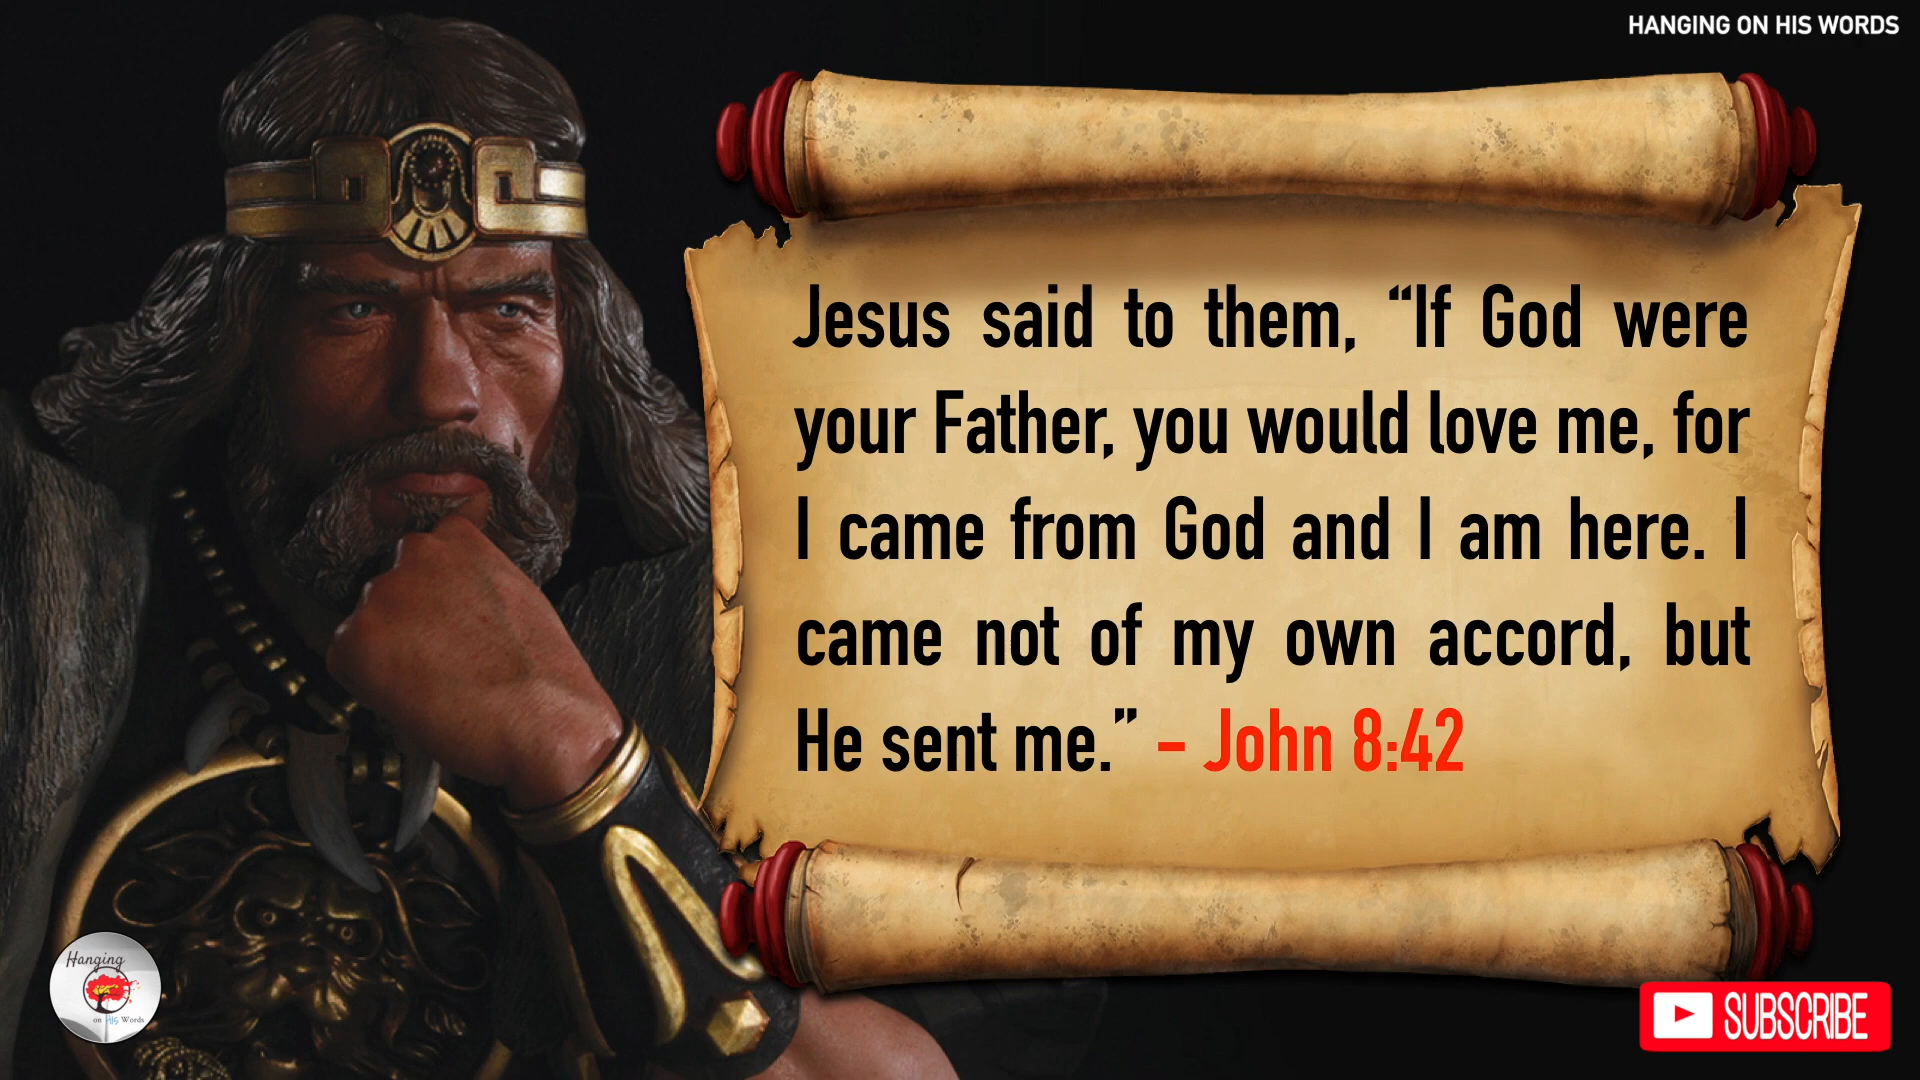 HANGING ON HIS WORDS
Jesus said to them, “If God were
your Father, you would love me, for
I came from God and I am here. I
came not of my own accord, but
He sent me.” – John 8:42
Hanging
on His Words
SUBSCRIBE